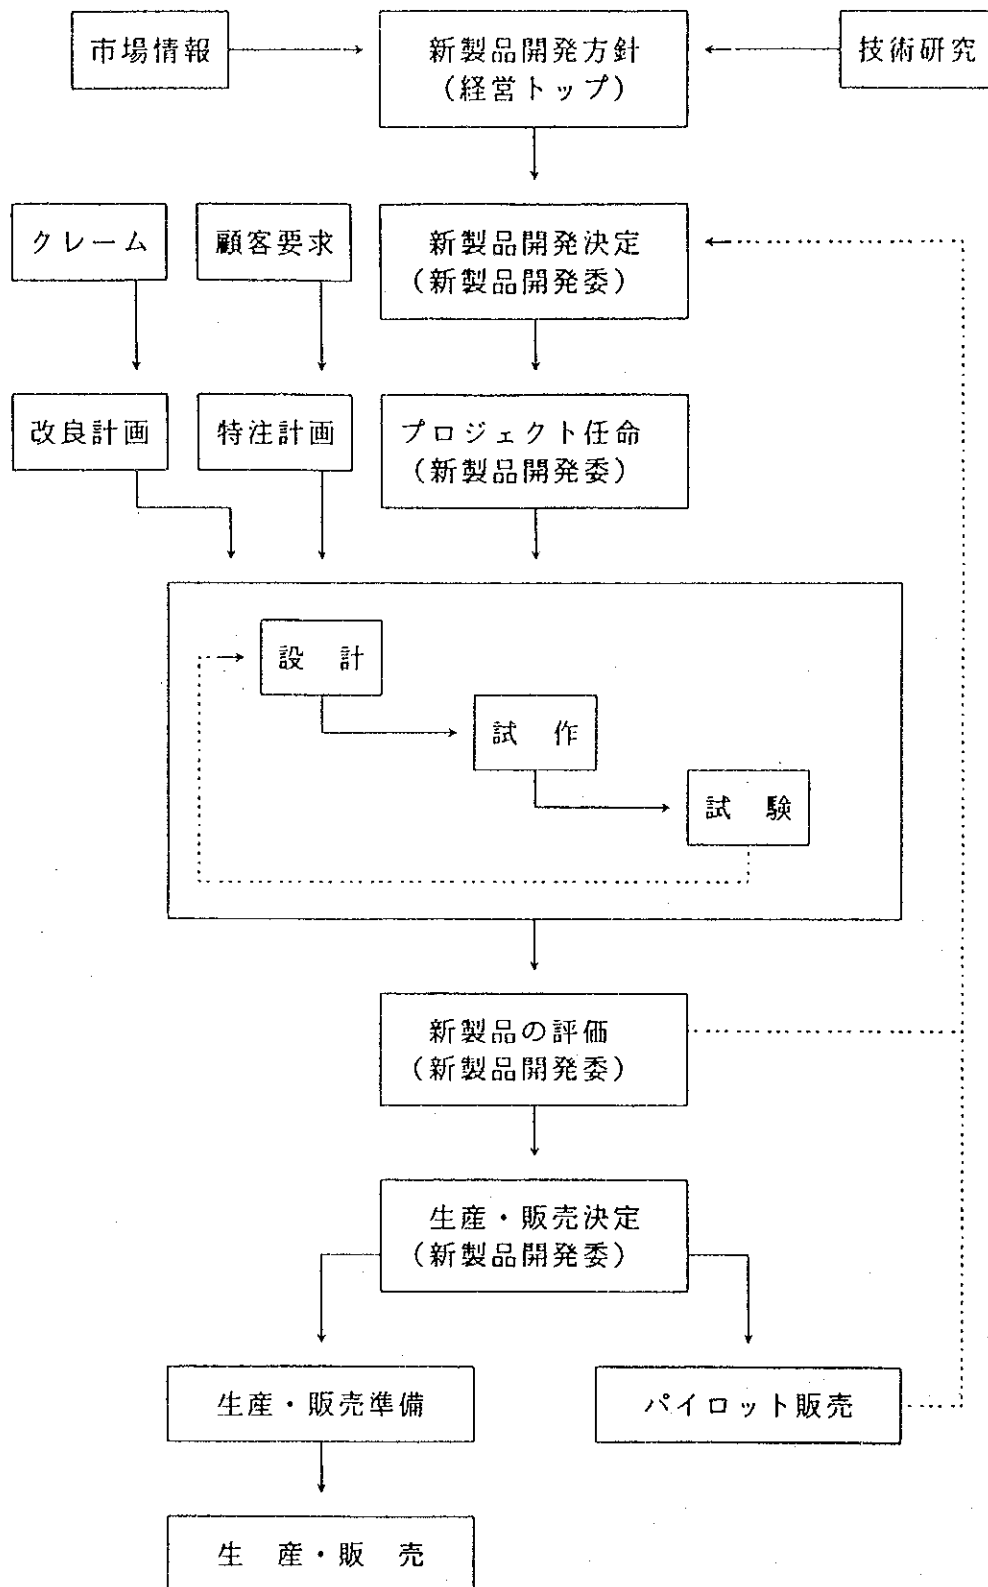 市場情報
新製品開発方針
(経営トップ)
技術研究
クレーム
顧客要求
新製品開発決定
(新製品開発委)
改良計画
特注計画
プロジェクト任命
(新製品開発委)
設 計
試 作
試 験
新製品の評価
(新製品開発委)
生産・販売決定
(新製品開発委)
生産・販売準備
パイロット販売
生 産・販 売